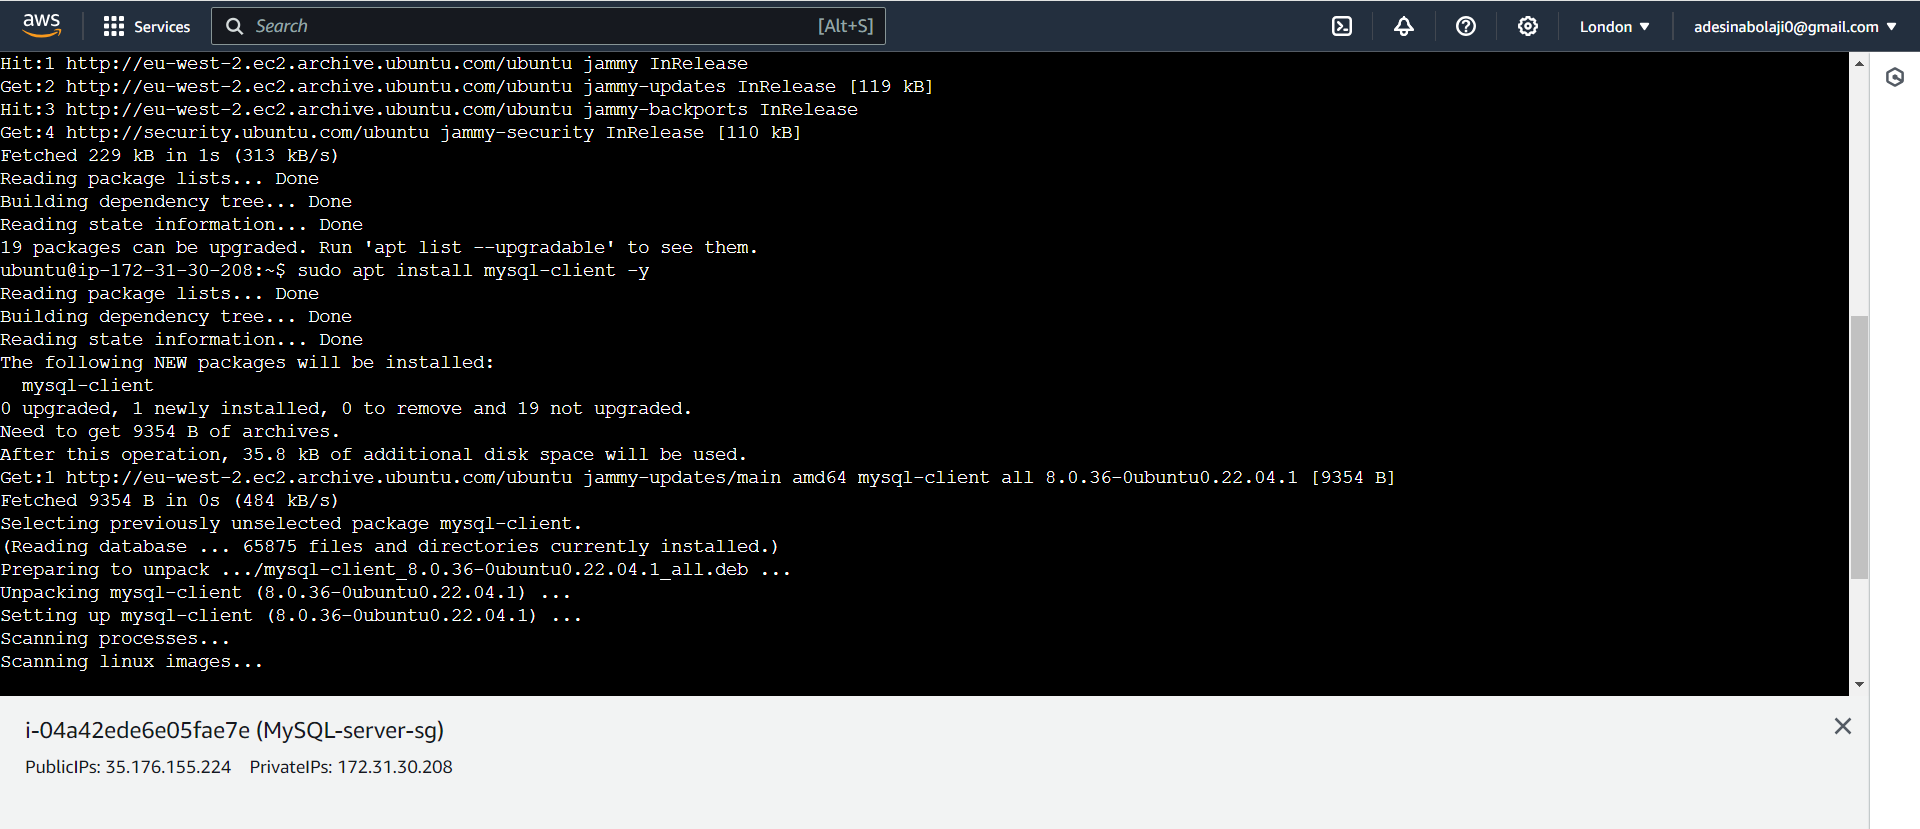 aws
Services
Search
[Alt+S]
London
adesinabolaji0@gmail.com
Hit:1 http://eu-west-2.ec2.archive.ubuntu.com/ubuntu jammy InRelease
Get:2 http://eu-west-2.ec2.archive.ubuntu.com/ubuntu jammy-updates InRelease [119 kB]
Hit:3 http://eu-west-2.ec2.archive.ubuntu.com/ubuntu jammy-backports InRelease
Get:4 http://security.ubuntu.com/ubuntu jammy-security InRelease [110 kB]
Fetched 229 kB in 1s (313 kB/s)
Reading package lists... Done
Building dependency tree... Done
Reading state information... Done
19 packages can be upgraded. Run 'apt list --upgradable' to see them.
ubuntu@ip-172-31-30-208:~$ sudo apt install mysql-client -y
Reading package lists... Done
Building dependency tree... Done
Reading state information... Done
The following NEW packages will be installed:
  mysql-client
0 upgraded, 1 newly installed, 0 to remove and 19 not upgraded.
Need to get 9354 B of archives.
After this operation, 35.8 kB of additional disk space will be used.
Get:1 http://eu-west-2.ec2.archive.ubuntu.com/ubuntu jammy-updates/main amd64 mysql-client all 8.0.36-0ubuntu0.22.04.1 [9354 B]
Fetched 9354 B in 0s (484 kB/s)
Selecting previously unselected package mysql-client.
(Reading database ... 65875 files and directories currently installed.)
Preparing to unpack .../mysql-client_8.0.36-0ubuntu0.22.04.1_all.deb ...
Unpacking mysql-client (8.0.36-0ubuntu0.22.04.1) ...
Setting up mysql-client (8.0.36-0ubuntu0.22.04.1) ...
Scanning processes...
Scanning linux images...
i-04a42ede6e05fae7e (MySQL-server-sg)
PublicIPs: 35.176.155.224 PrivateIPs: 172.31.30.208